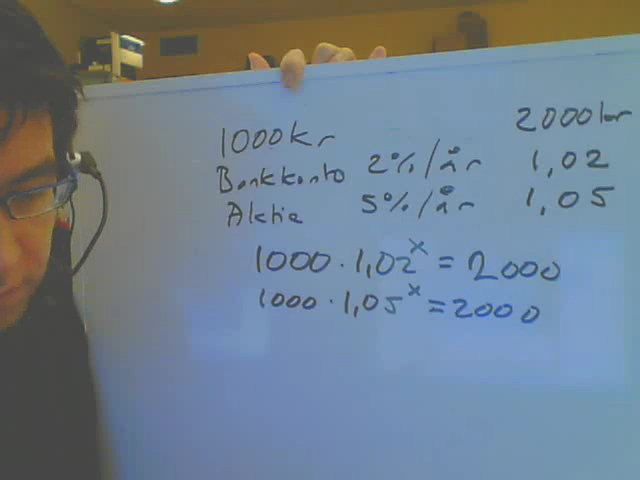 1000kr 2000kr
Bankkonto 2%/år 1,02
Aktie 5%/år 1,05
1000·1,02^x = 2000
1000·1,05^x = 2000